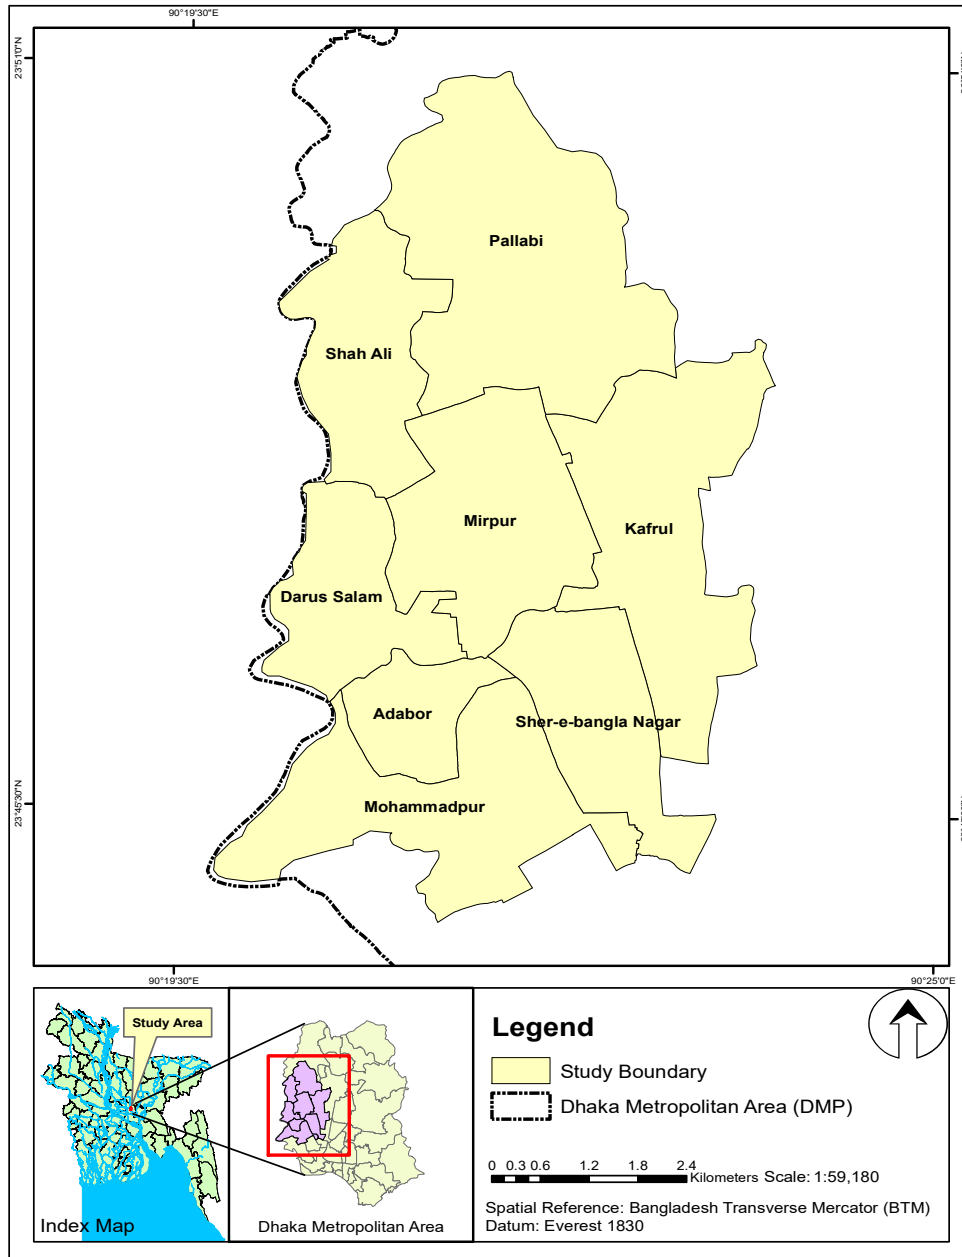 90°19'30"E
23°51'0"N
Pallabi
Shah Ali
Mirpur
Kafrul
Darus Salam
Adabor
Sher-e-bangla Nagar
Mohammadpur
23°45'30"N
90°19'30"E
90°25'0"E
Study Area
Index Map
Dhaka Metropolitan Area
Legend
Study Boundary
Dhaka Metropolitan Area (DMP)
0 0.3 0.6 1.2 1.8 2.4
Kilometers Scale: 1:59,180
Spatial Reference: Bangladesh Transverse Mercator (BTM)
Datum: Everest 1830